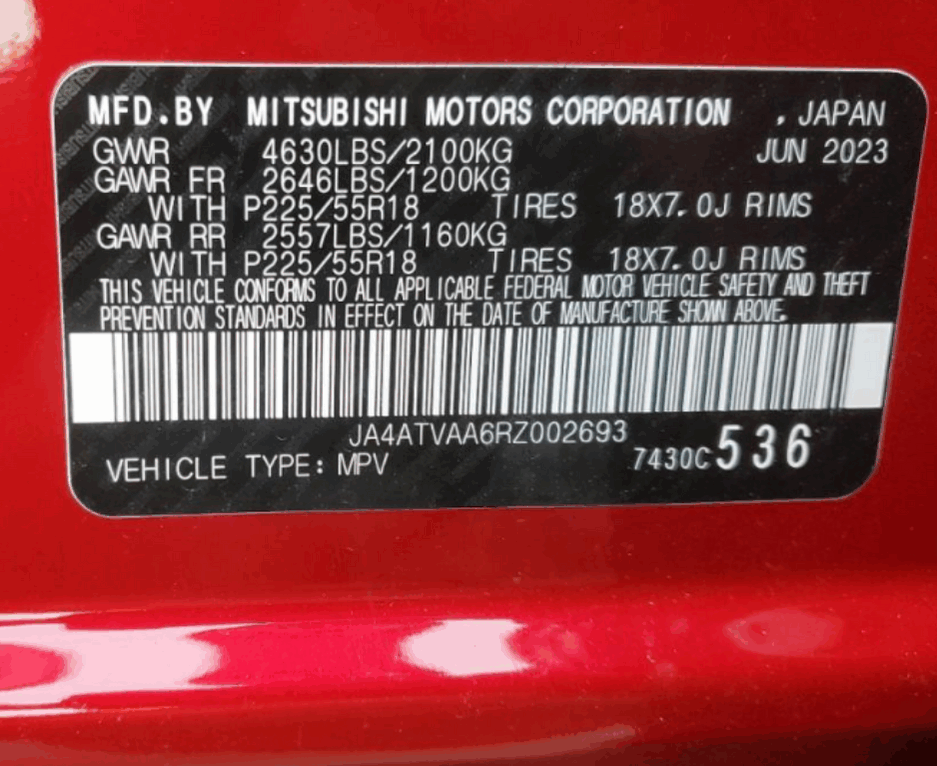 MFD.BY MITSUBISHI MOTORS CORPORATION , JAPAN
GWR 4630LBS/2100KG JUN 2023
GAWR FR 2646LBS/1200KG
WITH P225/55R18 TIRES 18X7.0J RIMS
GAWR RR 2557LBS/1160KG
WITH P225/55R18 TIRES 18X7.0J RIMS
THIS VEHICLE CONFORMS TO ALL APPLICABLE FEDERAL MOTOR VEHICLE SAFETY AND THEFT
PREVENTION STANDARDS IN EFFECT ON THE DATE OF MANUFACTURE SHOWN ABOVE.
JA4ATVAA6RZ002693
VEHICLE TYPE: MPV 7430C 536